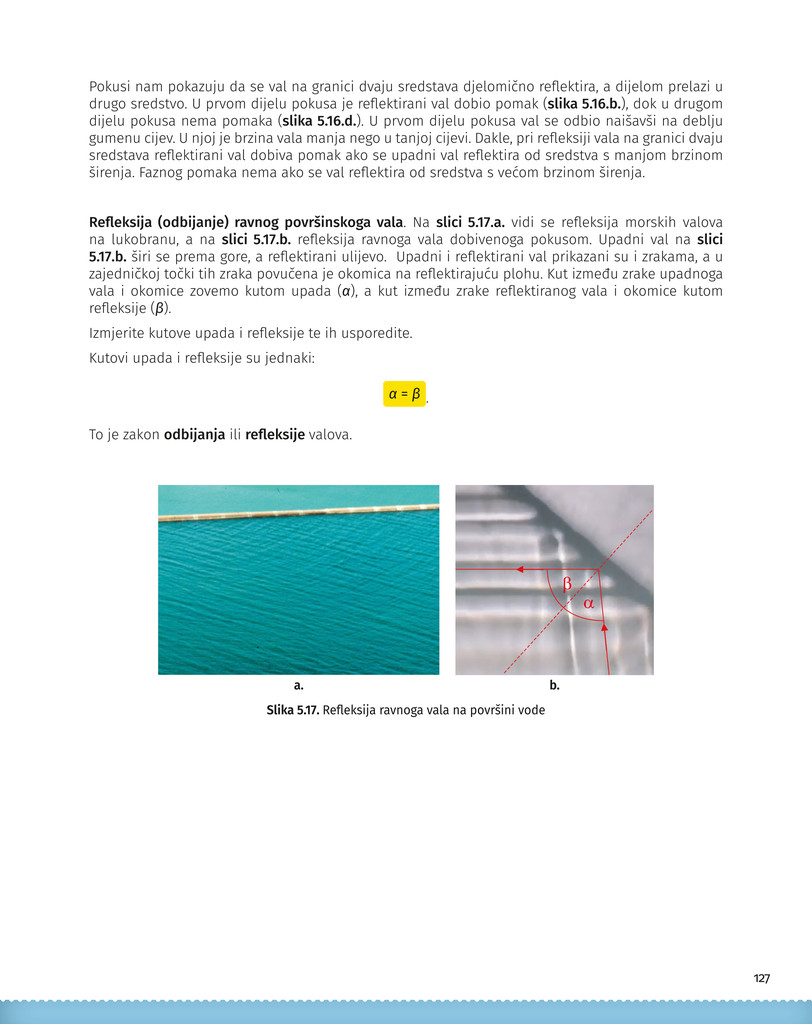 Pokusi nam pokazuju da se val na granici dvaju sredstava djelomično reflektira, a dijelom prelazi u
drugo sredstvo. U prvom dijelu pokusa je reflektirani val dobio pomak (slika 5.16.b.), dok u drugom
dijelu pokusa nema pomaka (slika 5.16.d.). U prvom dijelu pokusa val se odbio naišavši na deblju
gumenu cijev. U njoj je brzina vala manja nego u tanjoj cijevi. Dakle, pri refleksiji vala na granici dvaju
sredstava reflektirani val dobiva pomak ako se upadni val reflektira od sredstva s manjom brzinom
širenja. Faznog pomaka nema ako se val reflektira od sredstva s većom brzinom širenja.
Refleksija (odbijanje) ravnog površinskoga vala. Na slici 5.17.a. vidi se refleksija morskih valova
na lukobranu, a na slici 5.17.b. refleksija ravnoga vala dobivenoga pokusom. Upadni val na slici
5.17.b. širi se prema gore, a reflektirani ulijevo. Upadni i reflektirani val prikazani su i zrakama, a u
zajedničkoj točki tih zraka povučena je okomica na reflektirajuću plohu. Kut između zrake upadnoga
vala i okomice zovemo kutom upada (α), a kut između zrake reflektiranog vala i okomice kutom
refleksije (β).
Izmjerite kutove upada i refleksije te ih usporedite.
Kutovi upada i refleksije su jednaki:
α = β.
To je zakon odbijanja ili refleksije valova.
β
α
a.
b.
Slika 5.17. Refleksija ravnoga vala na površini vode
127